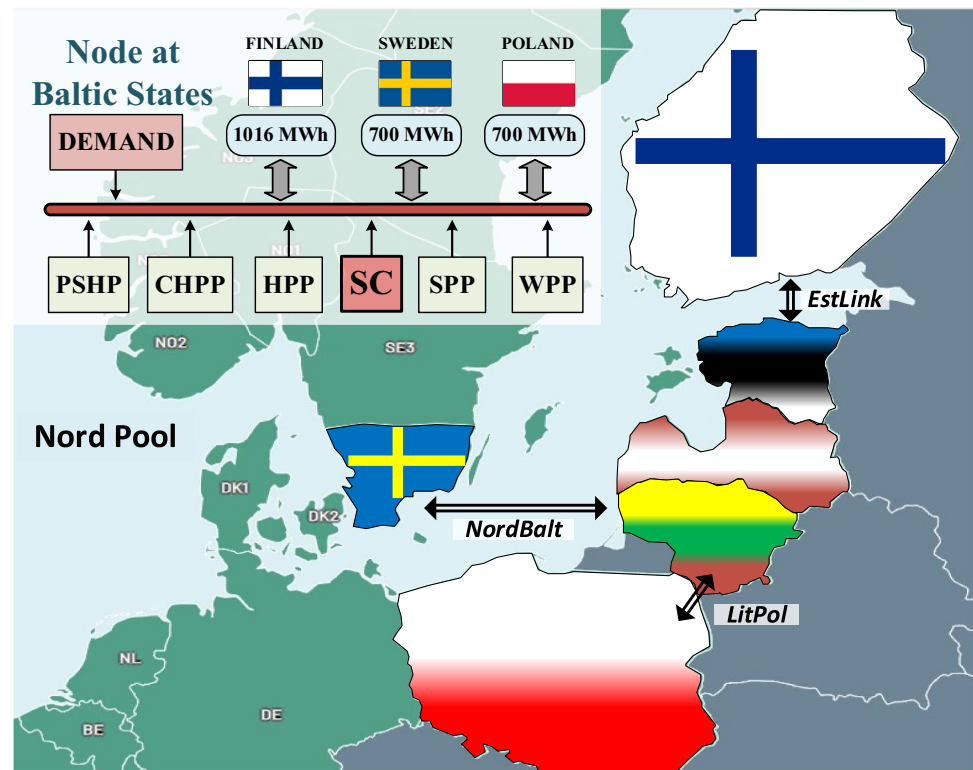 Node at
Baltic States
FINLAND
SWEDEN
POLAND
1016 MWh
700 MWh
700 MWh
DEMAND
PSHP
CHPP
HPP
SC
SPP
WPP
NO1
NO2
SE3
EstLink
Nord Pool
DK1
DK2
NordBalt
LitPol
NL
BE
DE